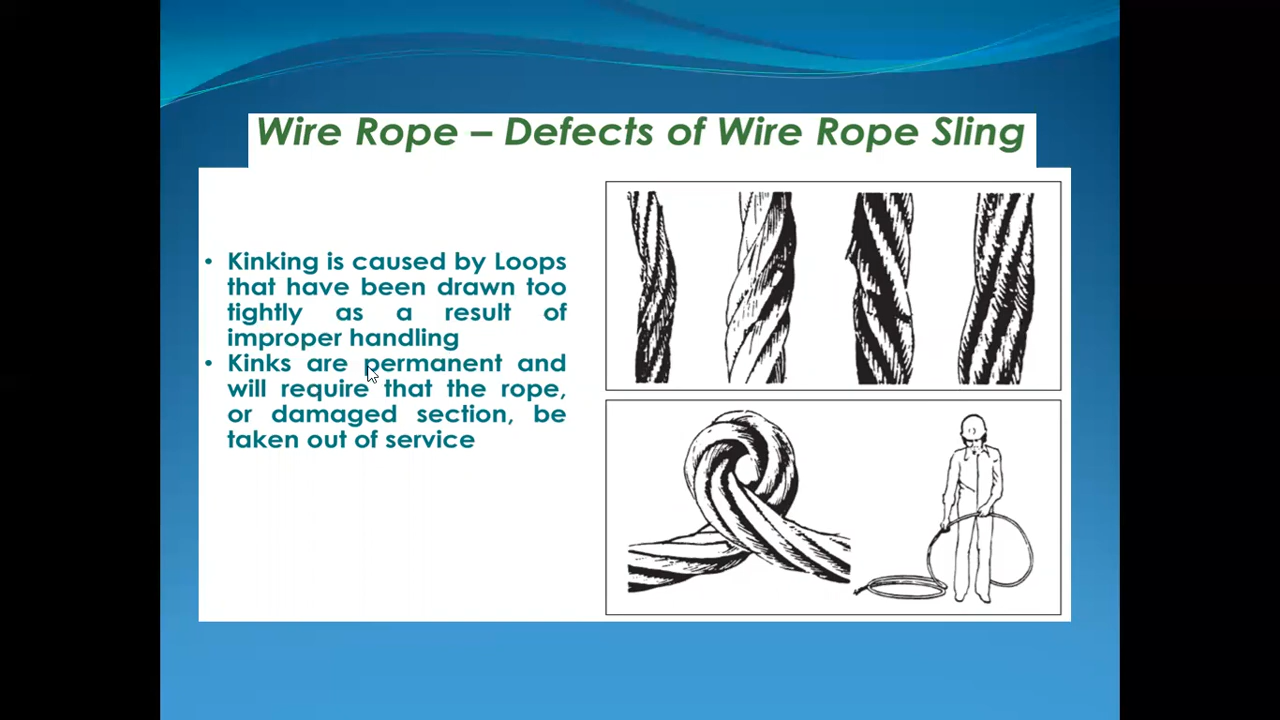 Wire Rope – Defects of Wire Rope Sling
• Kinking is caused by Loops
that have been drawn too
tightly as a result of
improper handling
• Kinks are permanent and
will require that the rope,
or damaged section, be
taken out of service